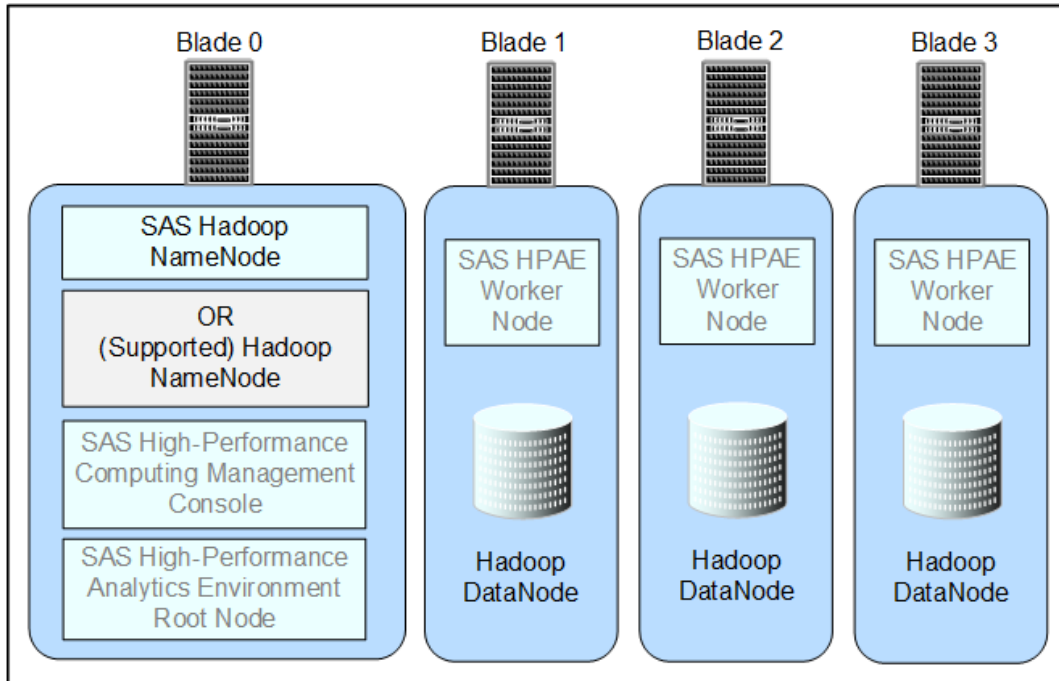 Blade 0
Blade 1
Blade 2
Blade 3
SAS Hadoop
NameNode
OR
(Supported) Hadoop
NameNode
SAS High-Performance
Computing Management
Console
SAS High-Performance
Analytics Environment
Root Node
SAS HPAE
Worker
Node
Hadoop
DataNode
SAS HPAE
Worker
Node
Hadoop
DataNode
SAS HPAE
Worker
Node
Hadoop
DataNode